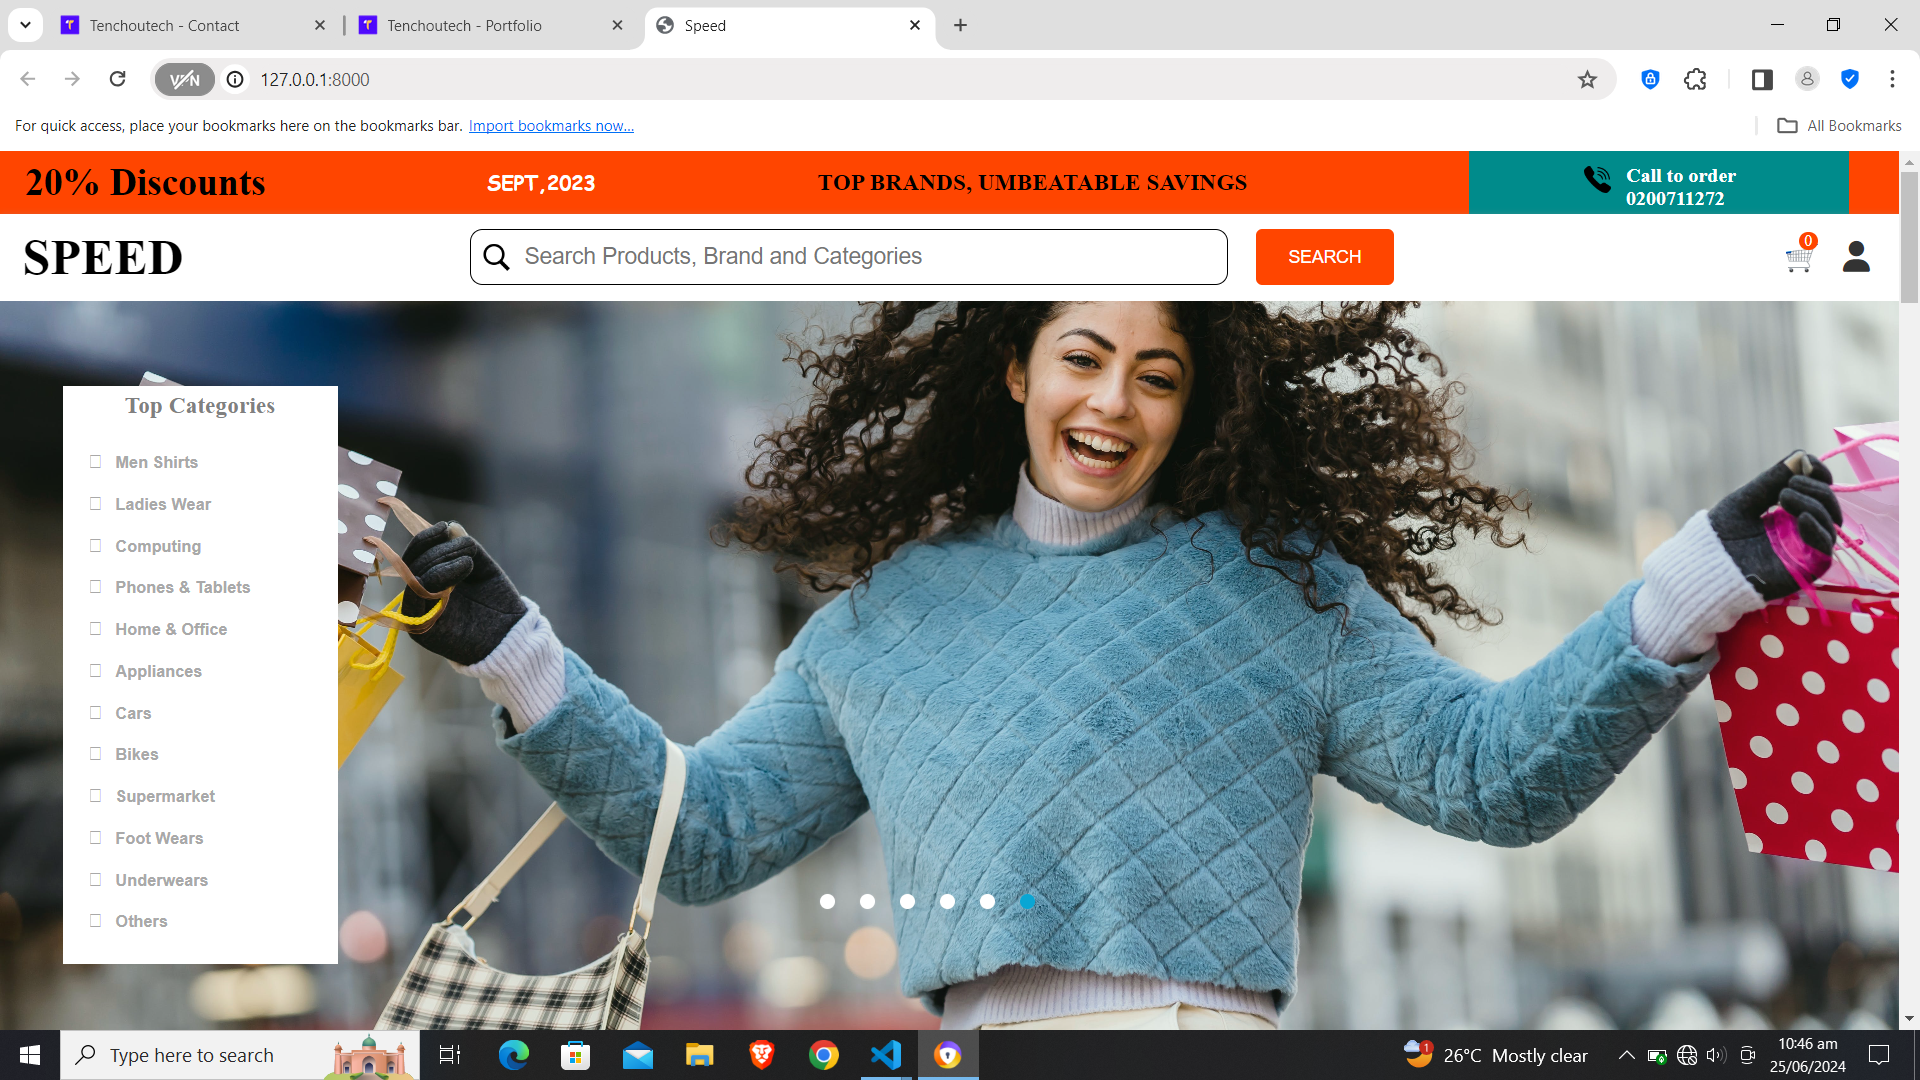 Tenchoutech - Contact
Tenchoutech - Portfolio
Speed
VPN
127.0.0.1:8000
For quick access, place your bookmarks here on the bookmarks bar. Import bookmarks now...
All Bookmarks
20% Discounts
SEPT,2023
TOP BRANDS, UMBEATABLE SAVINGS
Call to order
0200711272
SPEED
Search Products, Brand and Categories
SEARCH
0
Top Categories
Men Shirts
Ladies Wear
Computing
Phones & Tablets
Home & Office
Appliances
Cars
Bikes
Supermarket
Foot Wears
Underwears
Others
Type here to search
1
26°C Mostly clear
10:46 am
25/06/2024